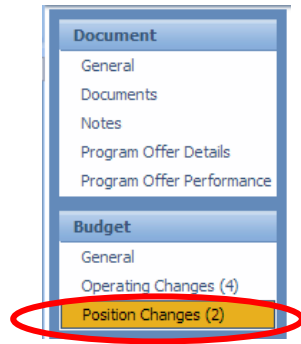 Document
General
Documents
Notes
Program Offer Details
Program Offer Performance
Budget
General
Operating Changes (4)
Position Changes (2)